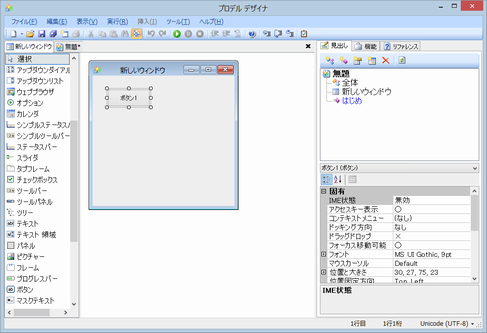 プロデル デザイナ
ファイル(F) 編集(E) 表示(V) 実行(R) 挿入(I) ツール(T) ヘルプ(H)
新しいウィンドウ 無題*
選択
アップダウンダイアル
アップダウンリスト
ウェブブラウザ
オプション
カレンダ
シンプルステータスバ
シンプルツールバー
ステータスバー
スライダ
タブフレーム
チェックボックス
ツールバー
ツールパネル
ツリー
テキスト
テキスト領域
パネル
ピクチャー
フレーム
プログレスバー
ボタン
マスクテキスト
新しいウィンドウ
ボタン1
見出し 機能 リファレンス
無題
全体
新しいウィンドウ
はじめ
ボタン1 (ボタン)
固有
IME状態 無効
アクセスキー表示 ○
コンテキストメニュー (なし)
ドッキング方向 なし
ドラッグドロップ ×
フォーカス移動可能 ○
フォント MS UI Gothic, 9pt
マウスカーソル Default
位置と大きさ 30, 27, 75, 23
位置固定方向 Top, Left
IME状態
1行目 1行1桁 Unicode (UTF-8)